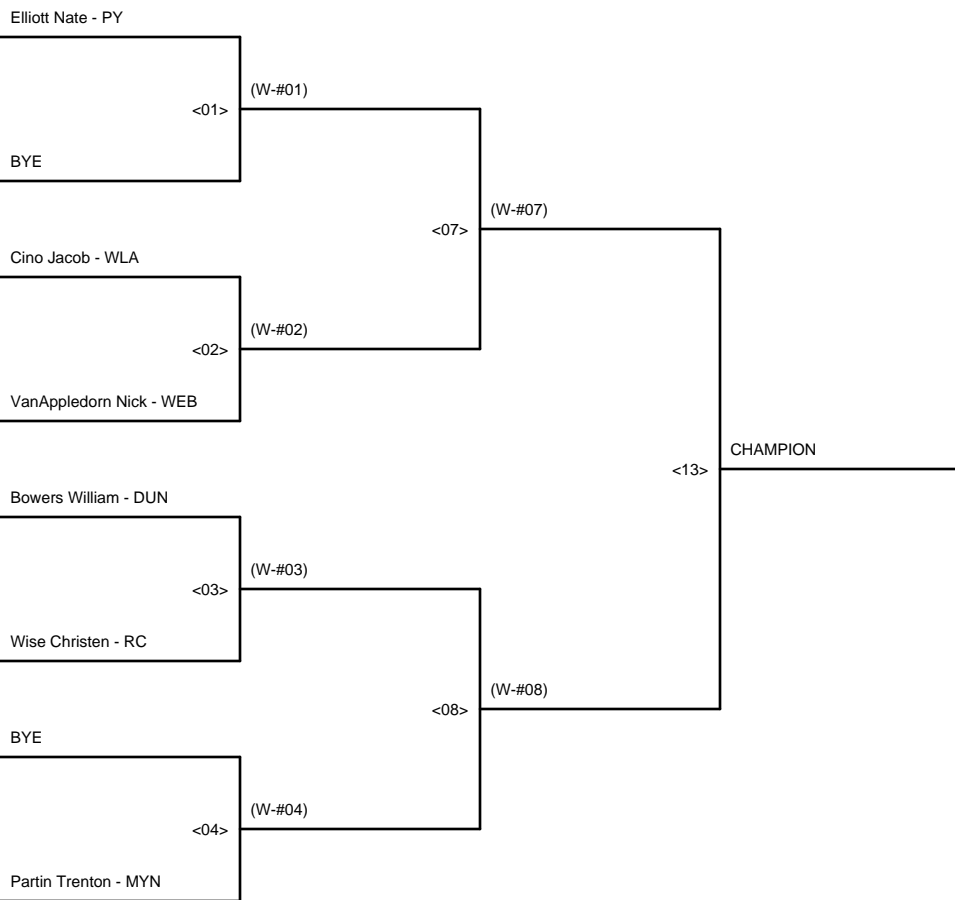 Elliott Nate - PY
(W-#01)
<01>
BYE
(W-#07)
<07>
Cino Jacob - WLA
(W-#02)
<02>
VanAppledorn Nick - WEB
CHAMPION
<13>
Bowers William - DUN
(W-#03)
<03>
Wise Christen - RC
(W-#08)
<08>
BYE
(W-#04)
<04>
Partin Trenton - MYN